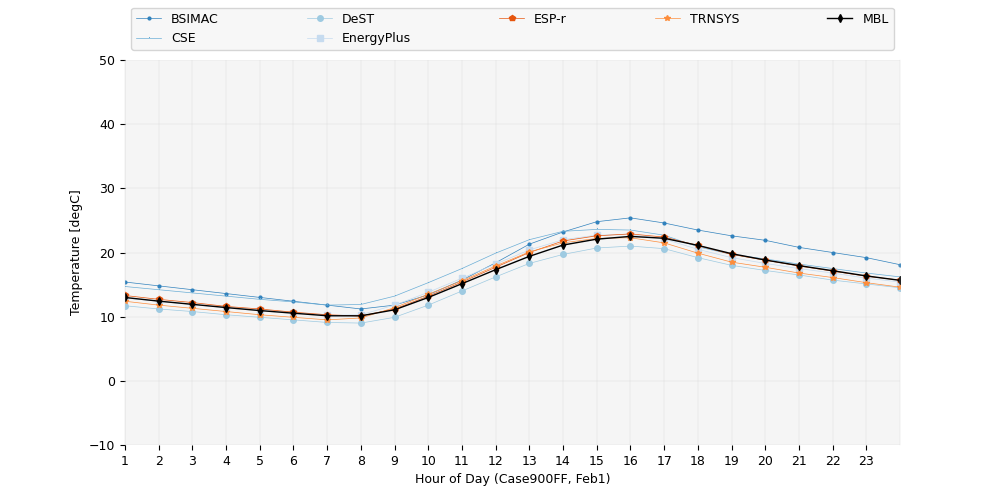 BSIMAC DeST ESP-r TRNSYS MBL
CSE EnergyPlus
50
40
30
20
10
0
−10
Temperature [degC]
1 2 3 4 5 6 7 8 9 10 11 12 13 14 15 16 17 18 19 20 21 22 23
Hour of Day (Case900FF, Feb1)